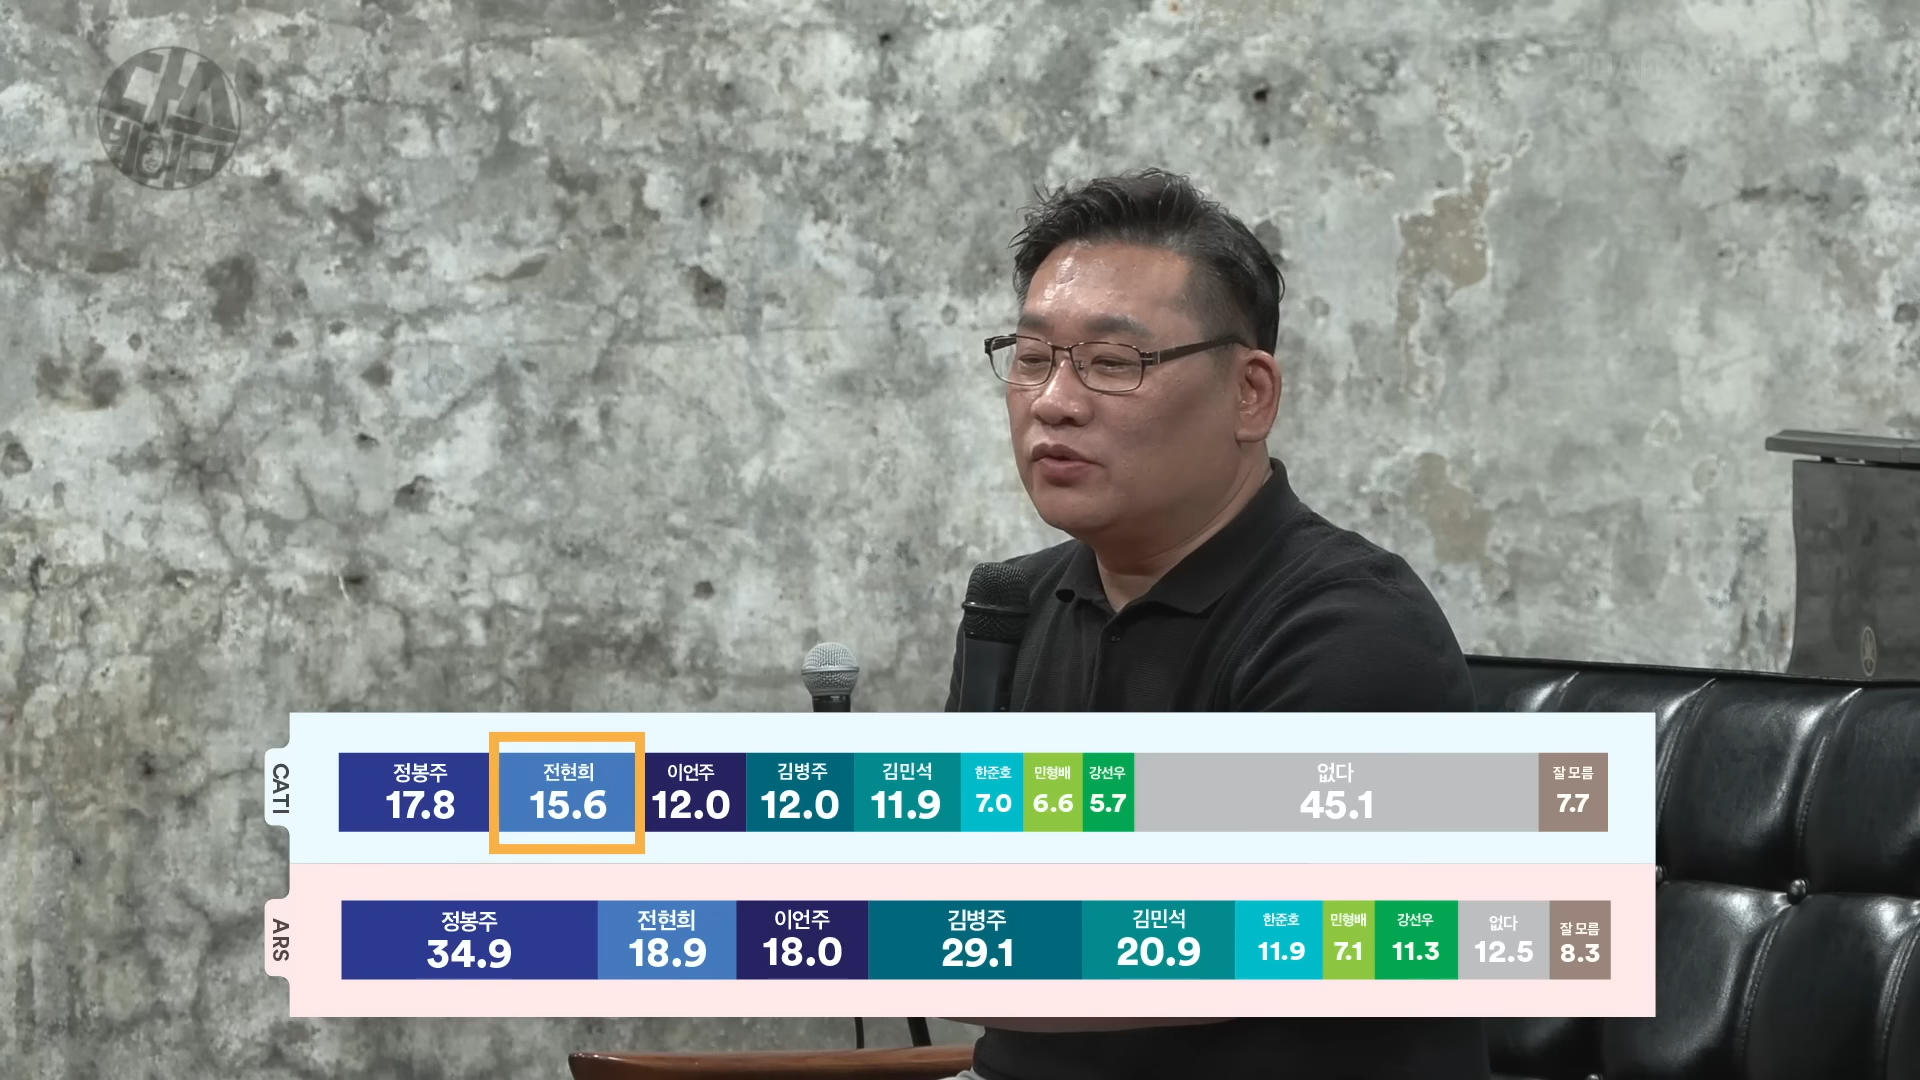 다스
뵈이다
CATI
정봉주 전현희 이언주 김병주 김민석 한준호 민형배 강선우 없다 잘 모름
17.8 15.6 12.0 12.0 11.9 7.0 6.6 5.7 45.1 7.7
ARS
정봉주 전현희 이언주 김병주 김민석 한준호 민형배 강선우 없다 잘 모름
34.9 18.9 18.0 29.1 20.9 11.9 7.1 11.3 12.5 8.3